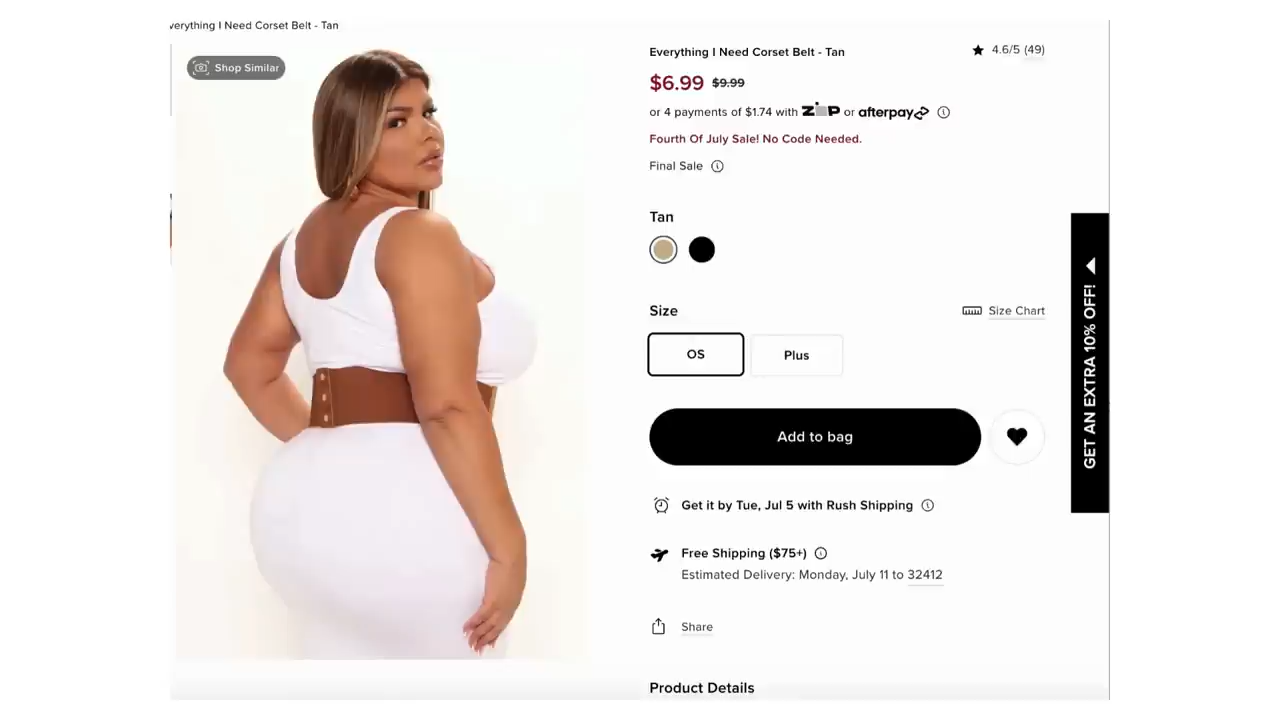 verything I Need Corset Belt - Tan
Shop Similar
Everything I Need Corset Belt - Tan
4.6/5 (49)
$6.99 $9.99
or 4 payments of $1.74 with ZIP or afterpay
Fourth Of July Sale! No Code Needed.
Final Sale
Tan
Size
Size Chart
OS
Plus
Add to bag
GET AN EXTRA 10% OFF!
Get it by Tue, Jul 5 with Rush Shipping
Free Shipping ($75+)
Estimated Delivery: Monday, July 11 to 32412
Share
Product Details